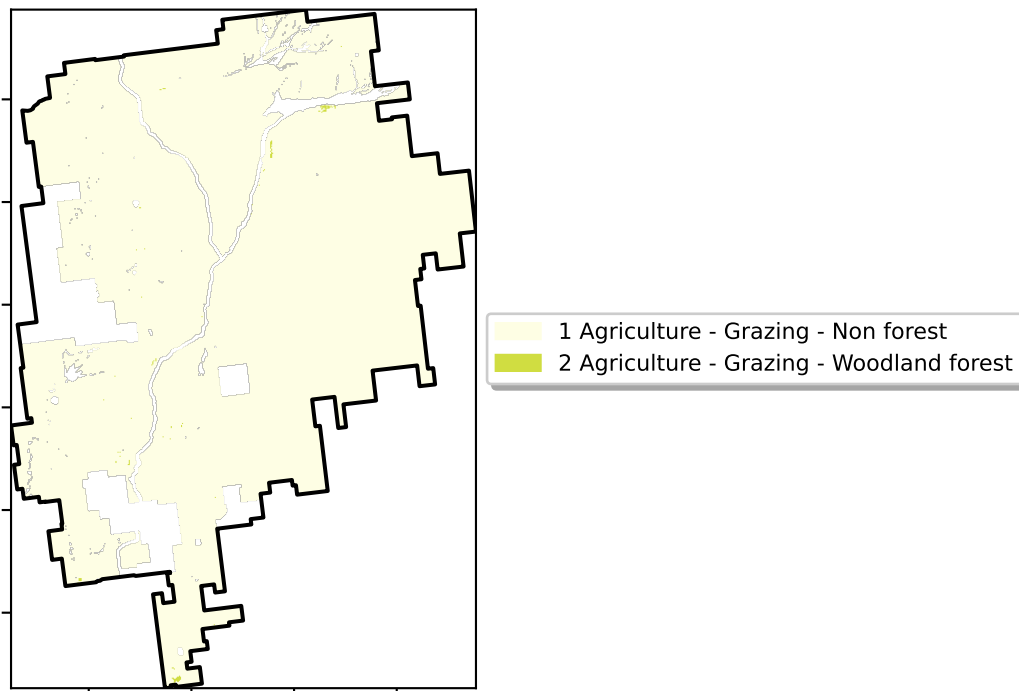 1 Agriculture - Grazing - Non forest
2 Agriculture - Grazing - Woodland forest